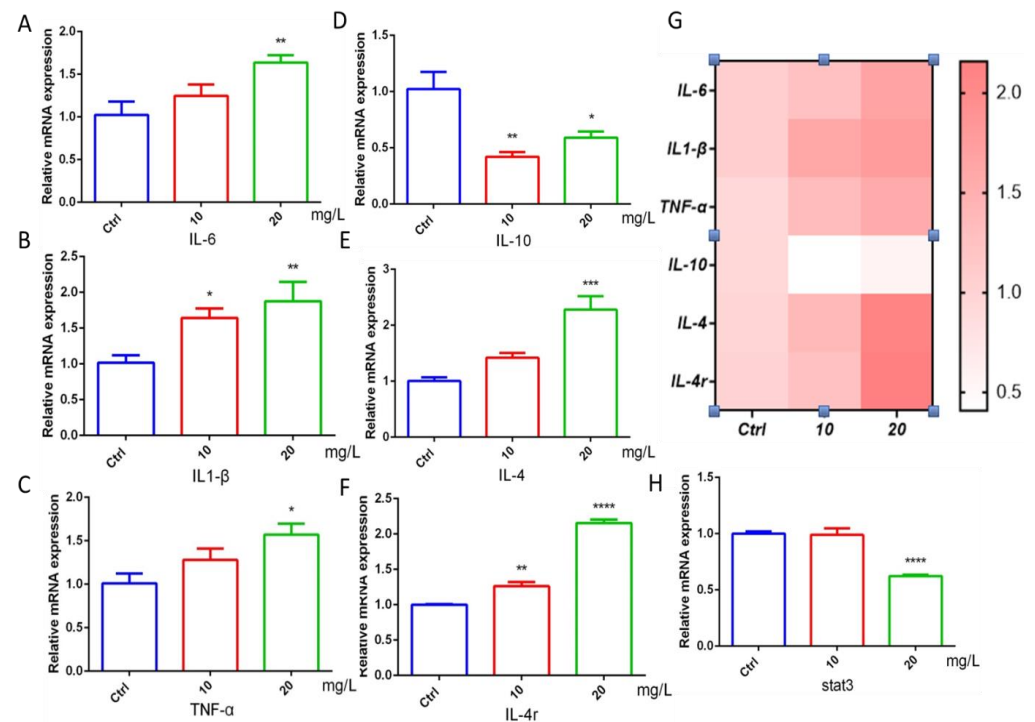 A
Relative mRNA expression
2.0
1.5
1.0
0.5
0.0
**
Ctrl
10
20
mg/L
IL-6
B
Relative mRNA expression
2.5
2.0
1.5
1.0
0.5
0.0
*
**
Ctrl
10
20
mg/L
IL1-β
C
Relative mRNA expression
2.0
1.5
1.0
0.5
0.0
*
Ctrl
10
20
mg/L
TNF-α
D
Relative mRNA expression
1.5
1.0
0.5
0.0
**
*
Ctrl
10
20
mg/L
IL-10
E
Relative mRNA expression
3
2
1
0
***
Ctrl
10
20
mg/L
IL-4
F
Relative mRNA expression
2.5
2.0
1.5
1.0
0.5
0.0
**
****
Ctrl
10
20
mg/L
IL-4r
G
IL-6
IL1-β
TNF-α
IL-10
IL-4
IL-4r
Ctrl
10
20
2.0
1.5
1.0
0.5
H
Relative mRNA expression
1.5
1.0
0.5
0.0
****
Ctrl
10
20
mg/L
stat3